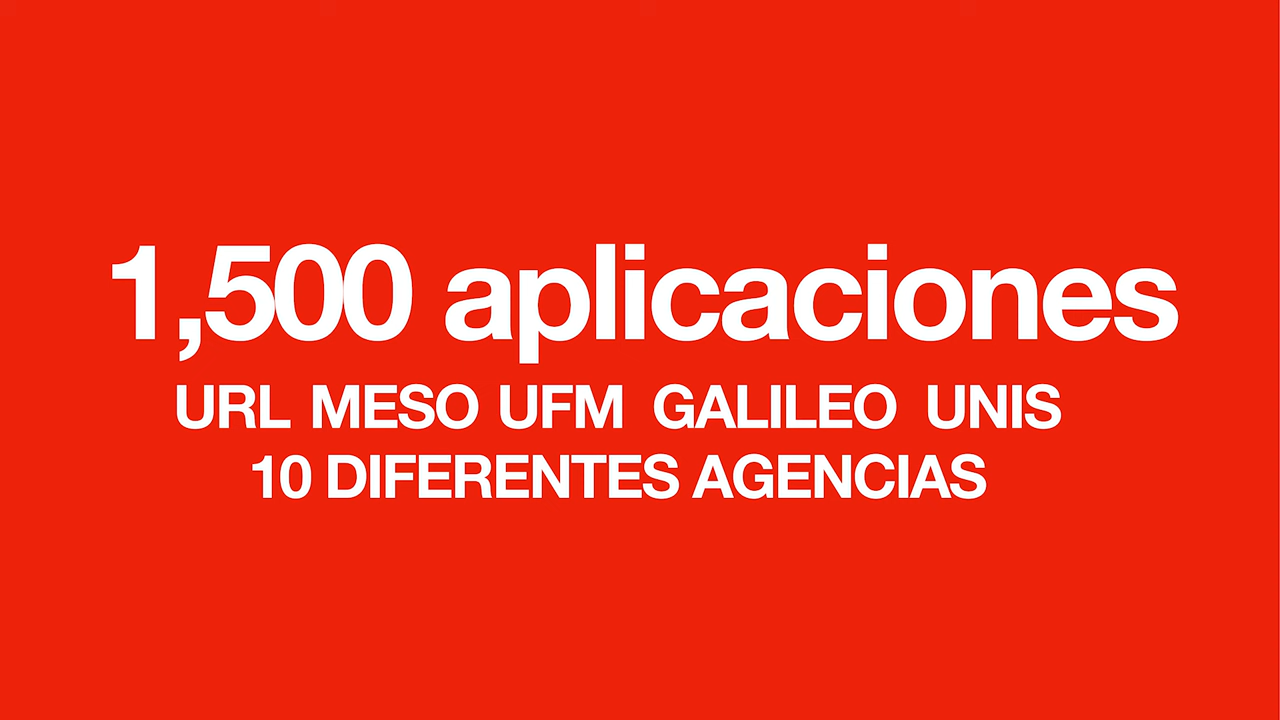 1,500 aplicaciones
URL MESO UFM GALILEO UNIS
10 DIFERENTES AGENCIAS